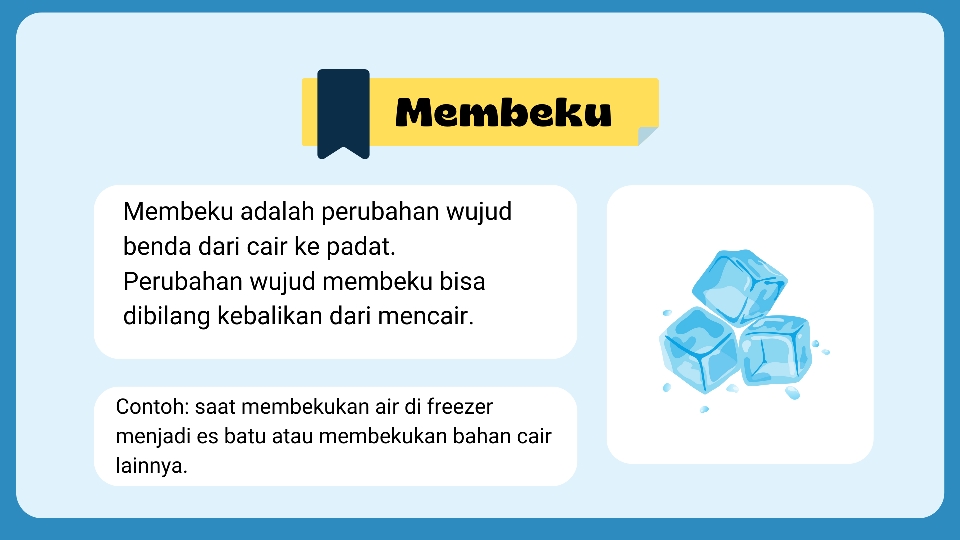 Membeku
Membeku adalah perubahan wujud
benda dari cair ke padat.
Perubahan wujud membeku bisa
dibilang kebalikan dari mencair.
Contoh: saat membekukan air di freezer
menjadi es batu atau membekukan bahan cair
lainnya.